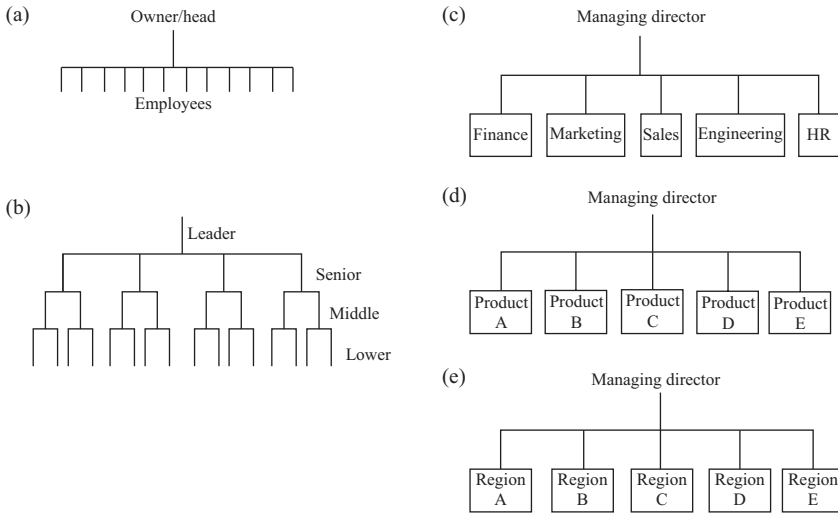 (a)
Owner/head
Employees
(b)
Leader
Senior
Middle
Lower
(c)
Managing director
Finance
Marketing
Sales
Engineering
HR
(d)
Managing director
Product
A
Product
B
Product
C
Product
D
Product
E
(e)
Managing director
Region
A
Region
B
Region
C
Region
D
Region
E